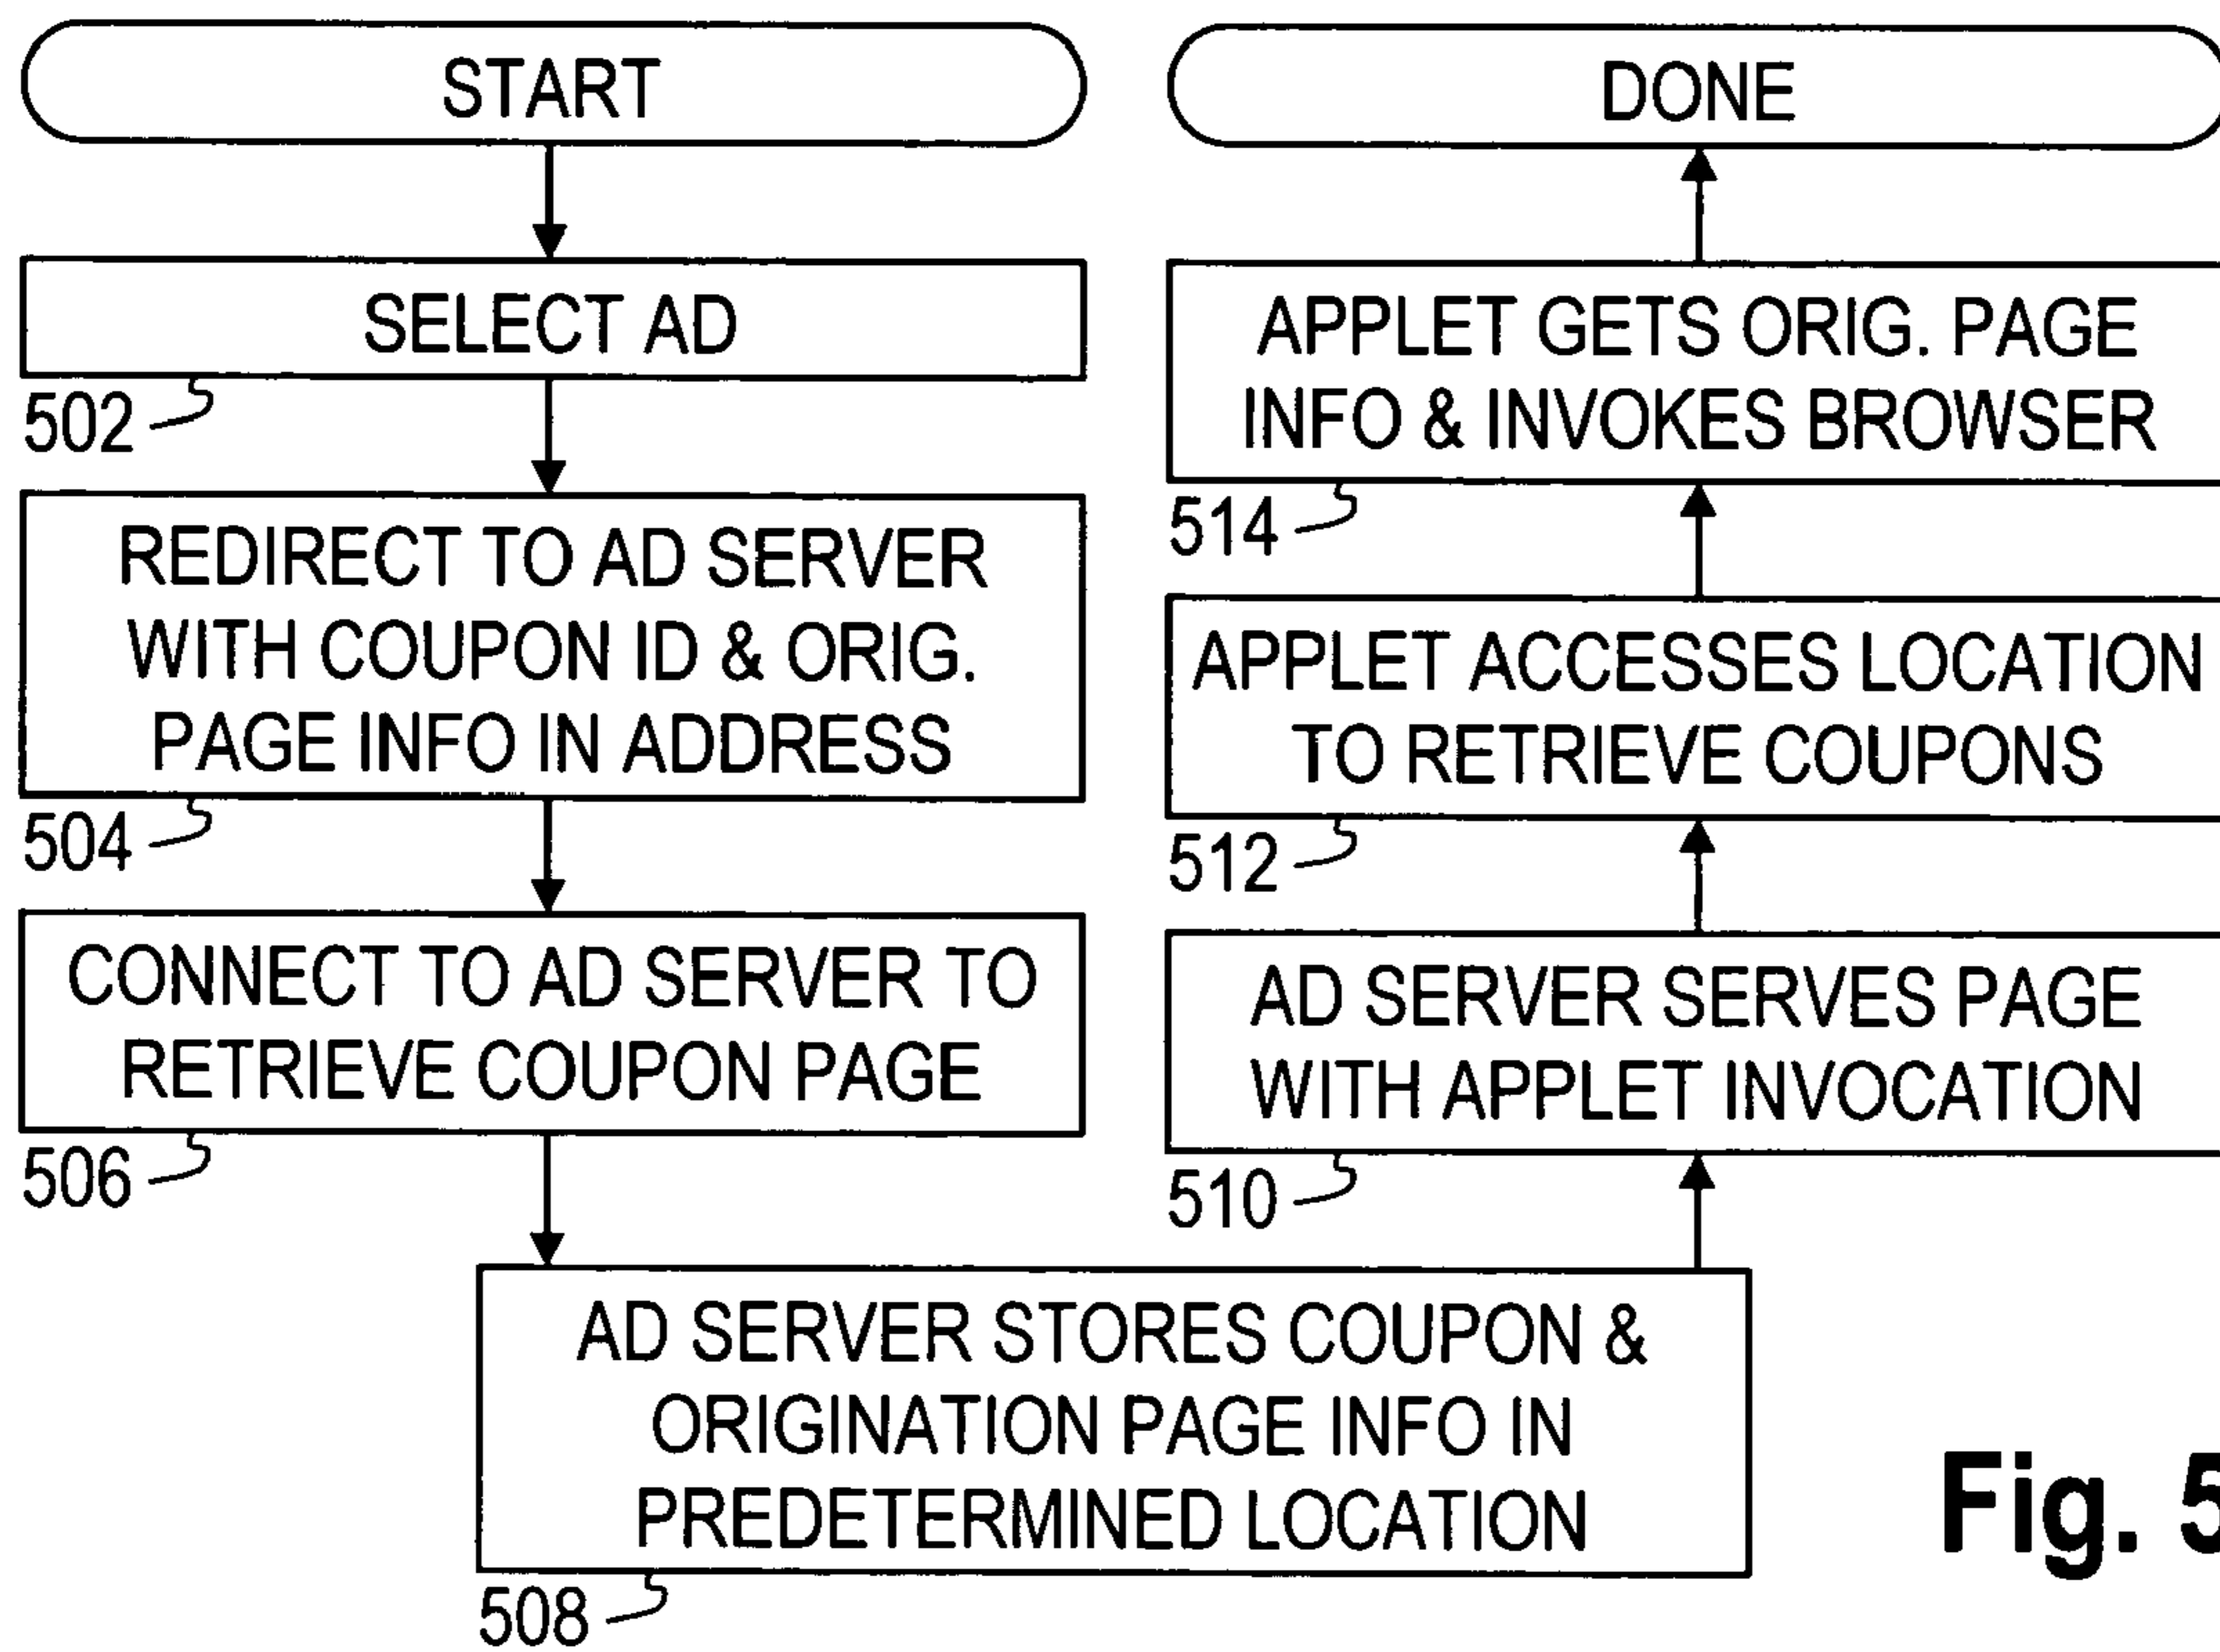 START
SELECT AD
502
REDIRECT TO AD SERVER
WITH COUPON ID & ORIG.
PAGE INFO IN ADDRESS
504
CONNECT TO AD SERVER TO
RETRIEVE COUPON PAGE
506
AD SERVER STORES COUPON &
ORIGINATION PAGE INFO IN
PREDETERMINED LOCATION
508
AD SERVER SERVES PAGE
WITH APPLET INVOCATION
510
APPLET ACCESSES LOCATION
TO RETRIEVE COUPONS
512
APPLET GETS ORIG. PAGE
INFO & INVOKES BROWSER
514
DONE
Fig. 5